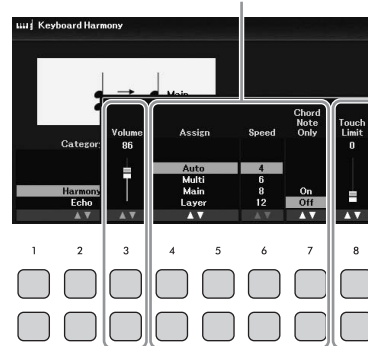 Keyboard Harmony
Main
Category
Volume
86
Assign
Speed
Chord
Note
Only
Touch
Limit
0
Auto
Multi
Main
Layer
4
6
8
12
On
Off
Harmony
Echo
1 2 3 4 5 6 7 8